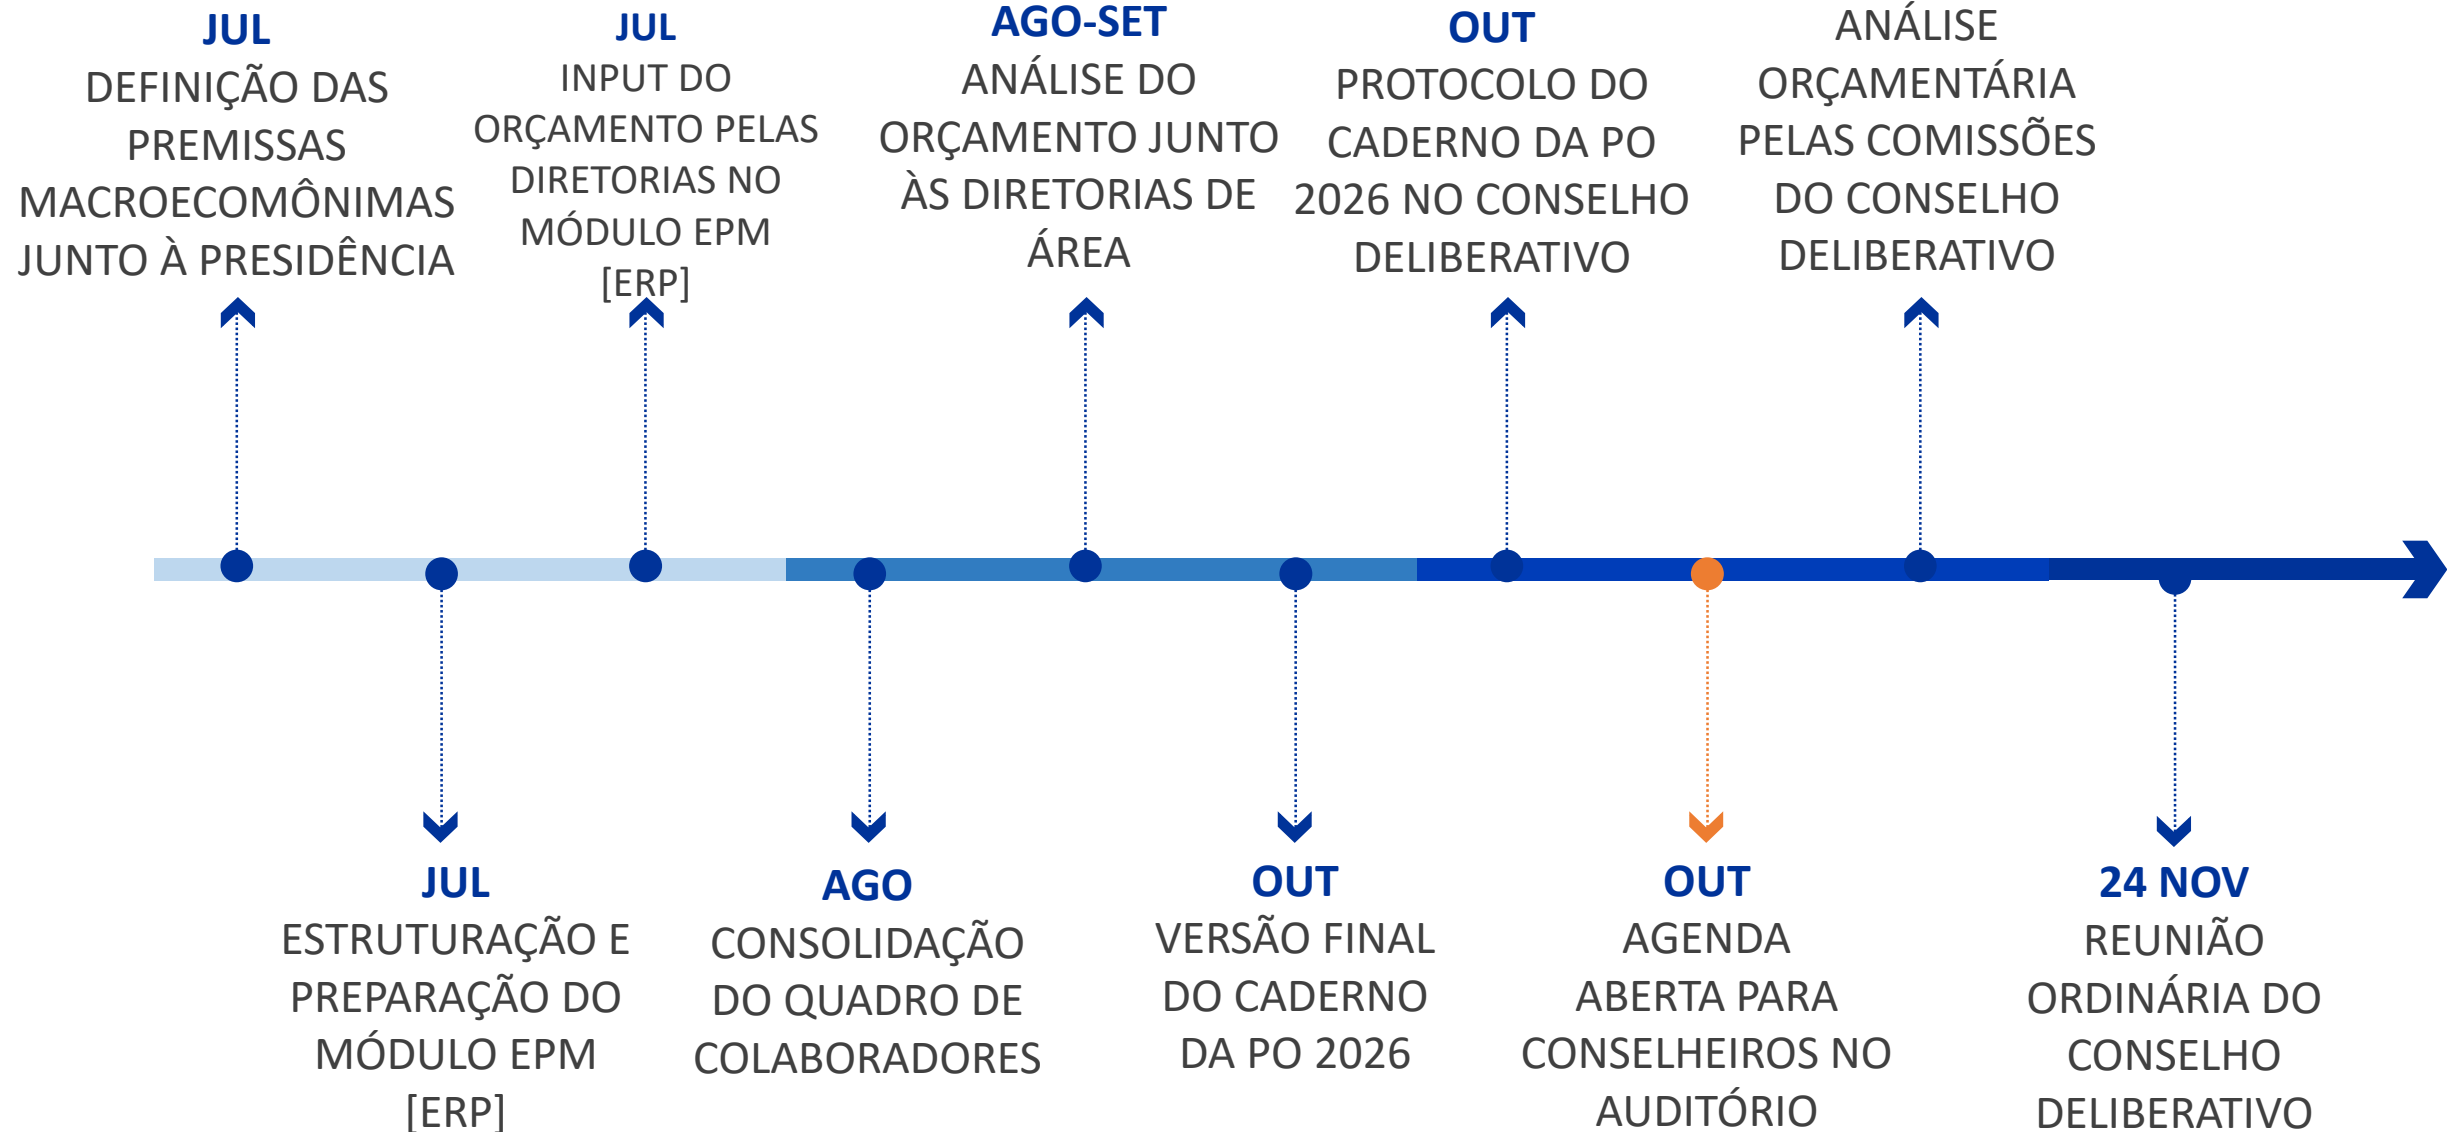 JUL
DEFINIÇÃO DAS
PREMISSAS
MACROECOMÔNIMAS
JUNTO À PRESIDÊNCIA
JUL
INPUT DO
ORÇAMENTO PELAS
DIRETORIAS NO
MÓDULO EPM
[ERP]
AGO-SET
ANÁLISE DO
ORÇAMENTO JUNTO
ÀS DIRETORIAS DE
ÁREA
OUT
PROTOCOLO DO
CADERNO DA PO
2026 NO CONSELHO
DELIBERATIVO
ANÁLISE
ORÇAMENTÁRIA
PELAS COMISSÕES
DO CONSELHO
DELIBERATIVO
JUL
ESTRUTURAÇÃO E
PREPARAÇÃO DO
MÓDULO EPM
[ERP]
AGO
CONSOLIDAÇÃO
DO QUADRO DE
COLABORADORES
OUT
VERSÃO FINAL
DO CADERNO
DA PO 2026
OUT
AGENDA
ABERTA PARA
CONSELHEIROS NO
AUDITÓRIO
24 NOV
REUNIÃO
ORDINÁRIA DO
CONSELHO
DELIBERATIVO